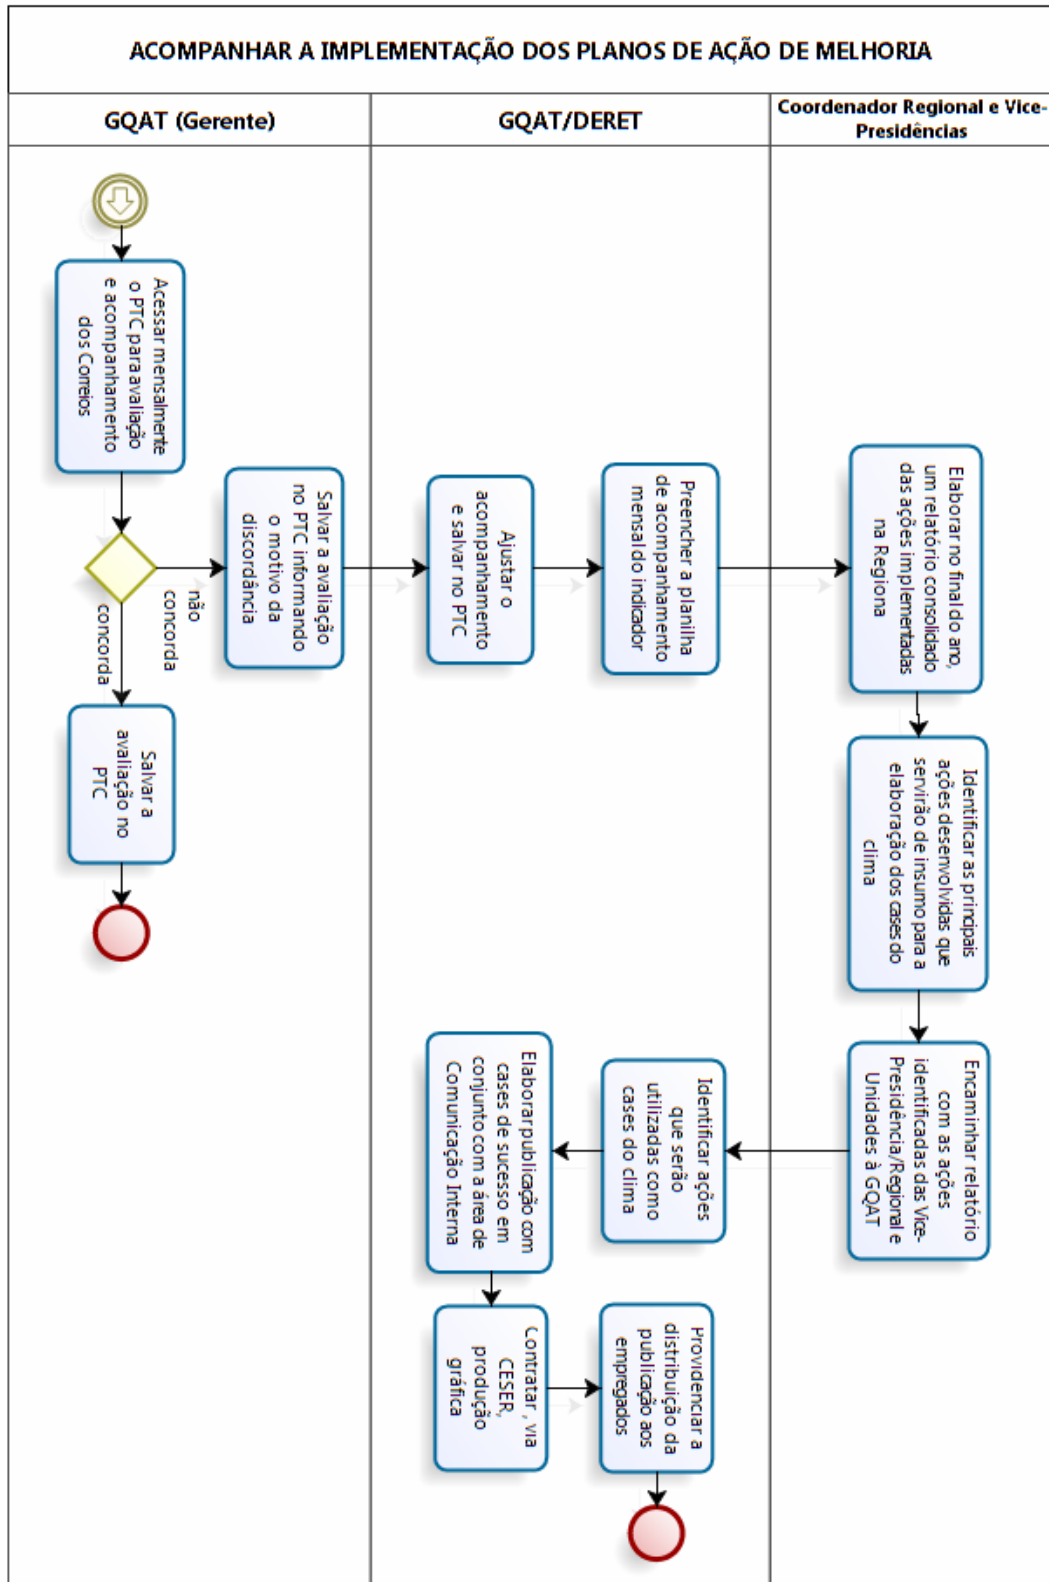 ACOMPANHAR A IMPLEMENTAÇÃO DOS PLANOS DE AÇÃO DE MELHORIA
GQAT (Gerente)
GQAT/DERET
Coordenador Regional e Vice-
Presidências
Acessar mensalmente
o PTC para avaliação
e acompanhamento
dos Correios
não
concorda
concorda
Salvar a avaliação
no PTC informando
o motivo da
discordância
Salvar a
avaliação no
PTC
Ajustar o
acompanhamento
e salvar no PTC
Preencher a planilha
de acompanhamento
mensal do indicador
Elaborar no final do ano,
um relatório consolidado
das ações implementadas
na Regiona
Identificar as principais
ações desenvolvidas que
servirão de insumo para a
elaboração dos cases do
clima
Encaminhar relatório
com as ações
identificadas das Vice-
Presidência/Regional e
Unidades à GQAT
Identificar ações
que serão
utilizadas como
cases do clima
Elaborar publicação com
cases de sucesso em
conjunto com a área de
Comunicação Interna
Contratar , via
CESER,
produção
gráfica
Providenciar a
distribuição da
publicação aos
empregados